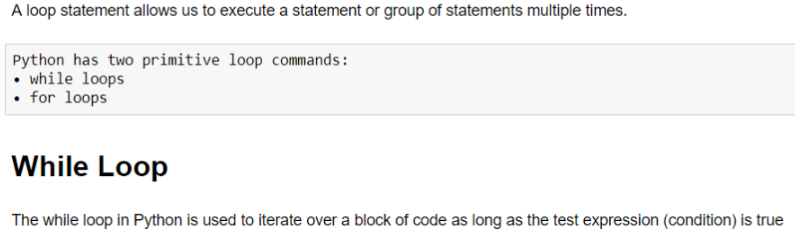 A loop statement allows us to execute a statement or group of statements multiple times.
Python has two primitive loop commands:
• while loops
• for loops
While Loop
The while loop in Python is used to iterate over a block of code as long as the test expression (condition) is true